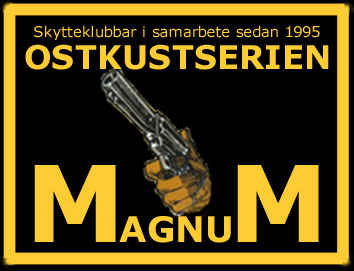 Skytteklubbar i samarbete sedan 1995
OSTKUSTSERIEN
MAGNUM